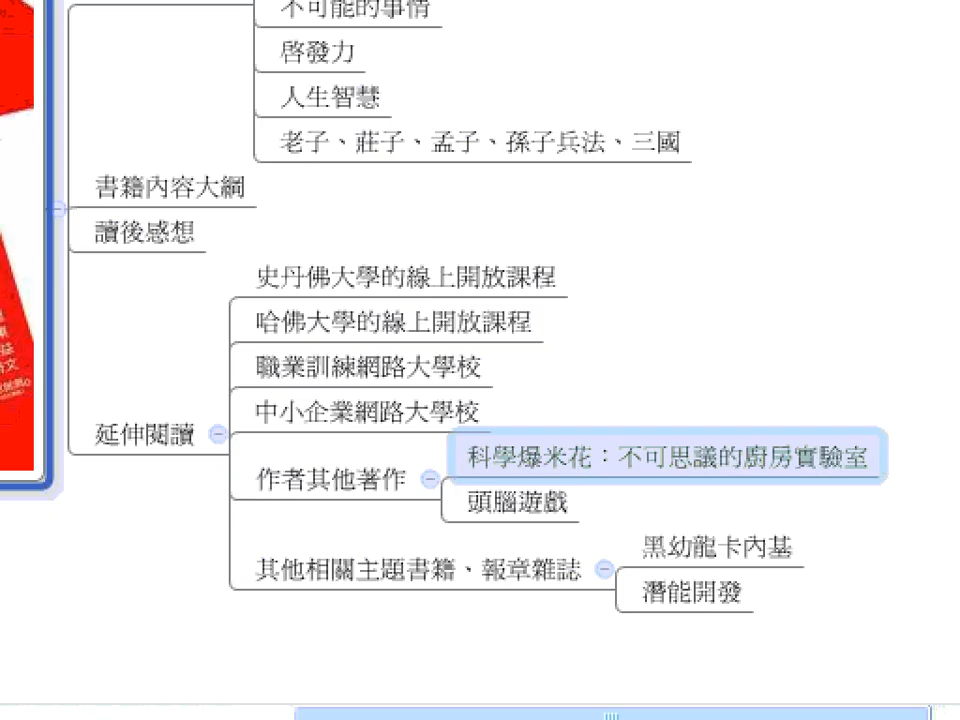 不可能的事情
啓發力
人生智慧
老子、莊子、孟子、孫子兵法、三國
書籍內容大綱
讀後感想
史丹佛大學的線上開放課程
哈佛大學的線上開放課程
職業訓練網路大學校
中小企業網路大學校
延伸閱讀
科學爆米花：不可思議的廚房實驗室
作者其他著作
頭腦遊戲
黑幼龍卡內基
其他相關主題書籍、報章雜誌
潛能開發